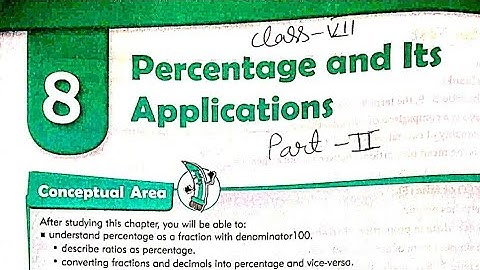 Class-VII
8
Percentage and Its
Applications
Part-II
Conceptual Area
After studying this chapter, you will be able to:
■ understand percentage as a fraction with denominator100.
• describe ratios as percentage.
• converting fractions and decimals into percentage and vice-versa.